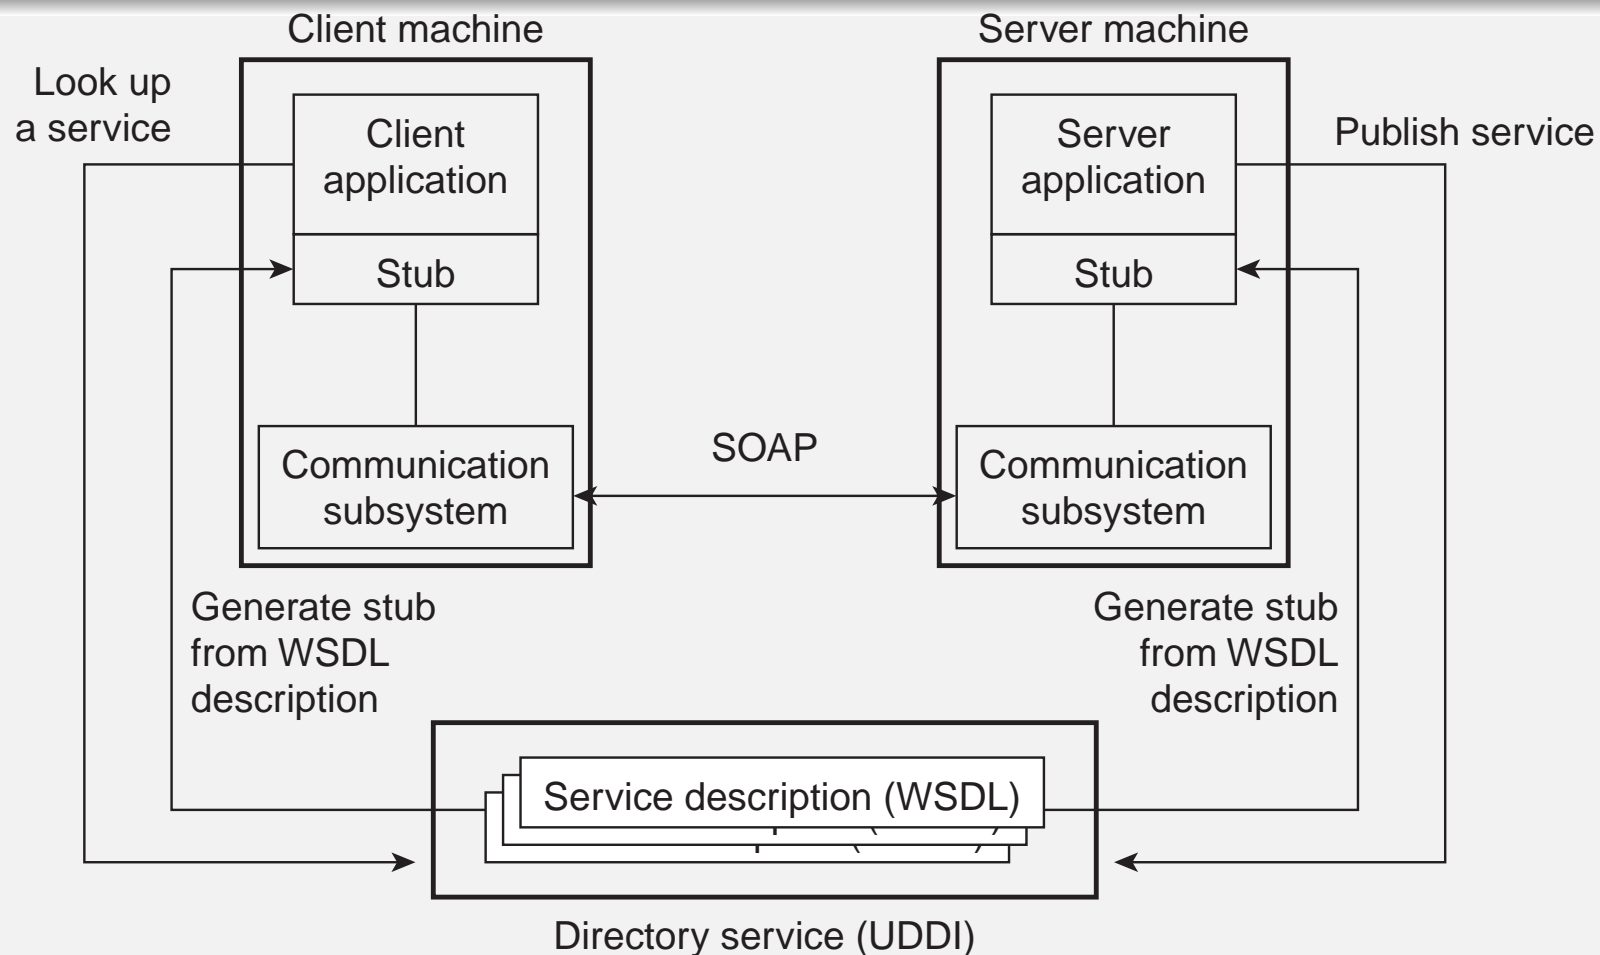 Client machine
Server machine
Look up
a service
Client
application
Server
application
Publish service
Stub
Stub
SOAP
Communication
subsystem
Communication
subsystem
Generate stub
from WSDL
description
Generate stub
from WSDL
description
Service description (WSDL)
Directory service (UDDI)